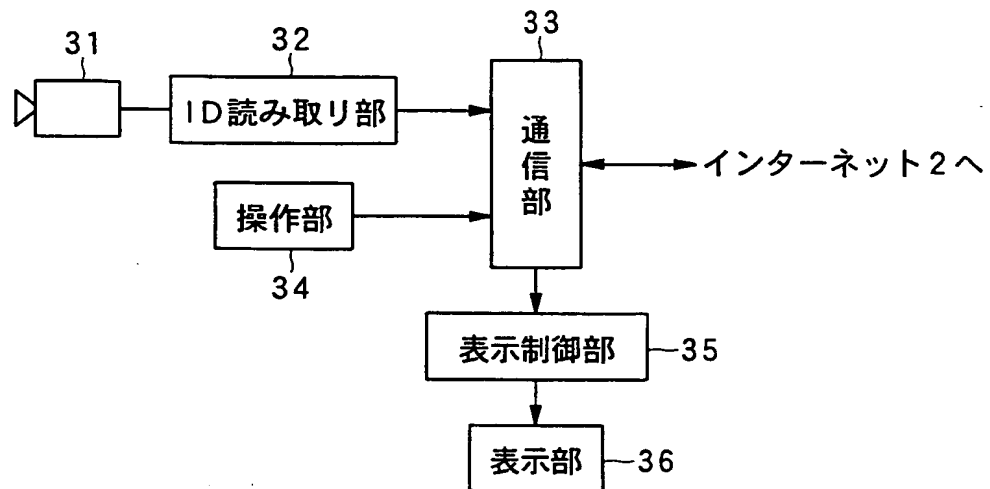 31
32
33
ID読み取り部
通信部
インターネット2へ
操作部
34
表示制御部
35
表示部
36